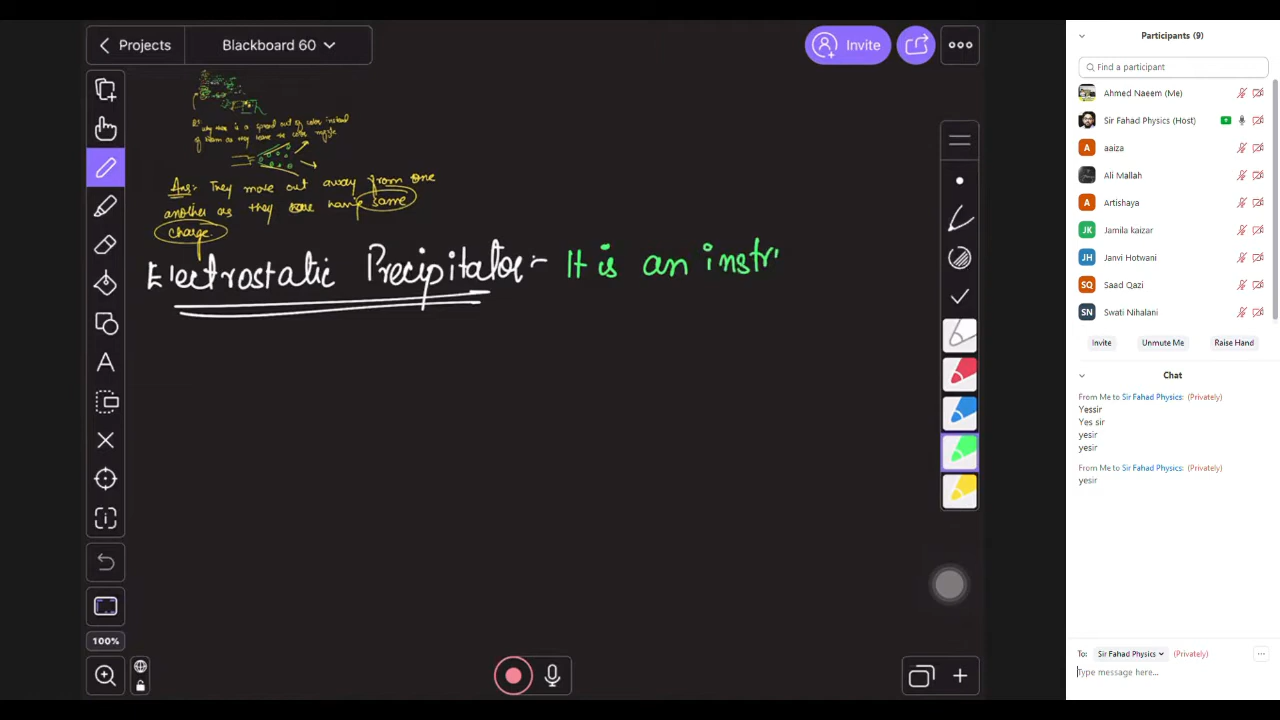 Projects
Blackboard 60
Invite
Ans:- They move out away from one
another as they have same
charge.
Electrostatic Precipitator:- It is an instr
100%
Participants (9)
Find a participant
Ahmed Naeem (Me)
Sir Fahad Physics (Host)
A aaiza
Ali Mallah
A Artishaya
JK Jamila kaizar
JH Janvi Hotwani
SQ Saad Qazi
SN Swati Nihalani
Invite Unmute Me Raise Hand
Chat
From Me to Sir Fahad Physics: (Privately)
Yessir
Yes sir
yesir
yesir
From Me to Sir Fahad Physics: (Privately)
yesir
To: Sir Fahad Physics (Privately)
Type message here...